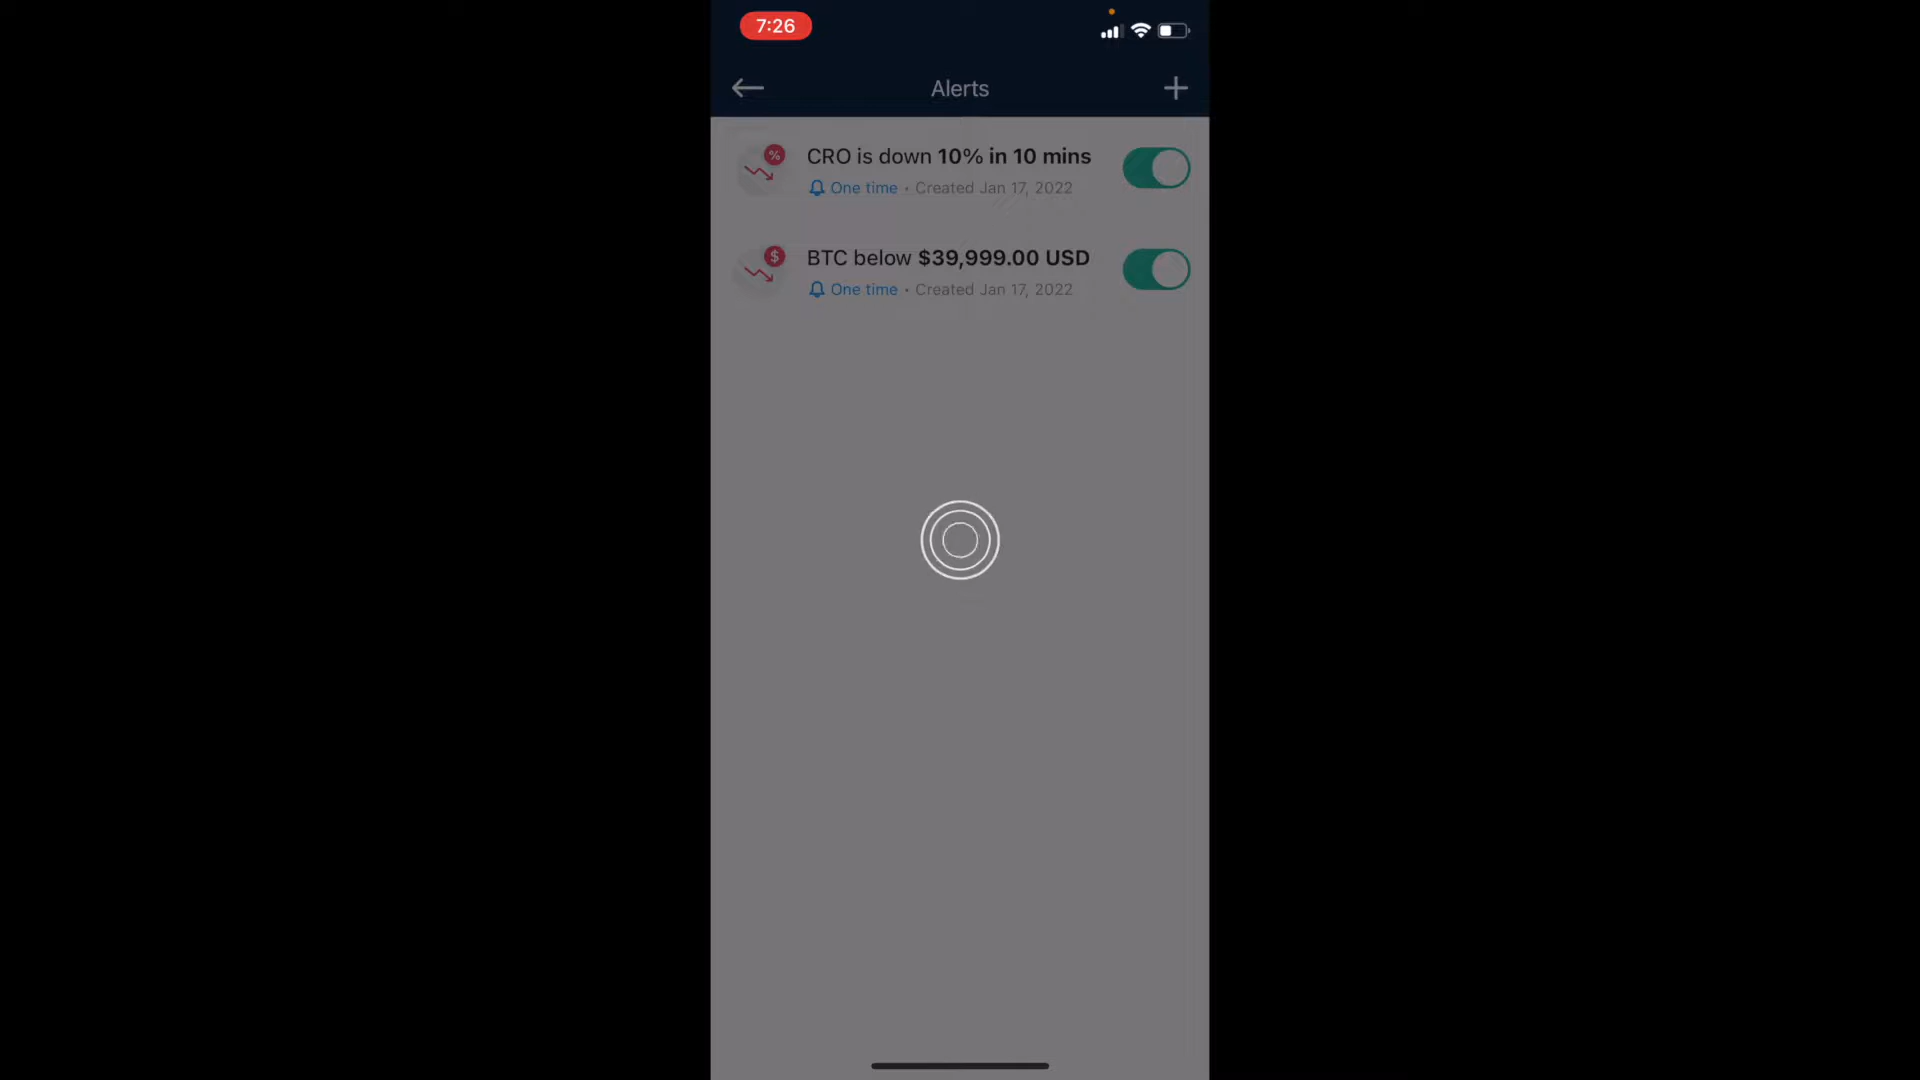 7:26
Alerts
%
CRO is down 10% in 10 mins
One time • Created Jan 17, 2022
$
BTC below $39,999.00 USD
One time • Created Jan 17, 2022